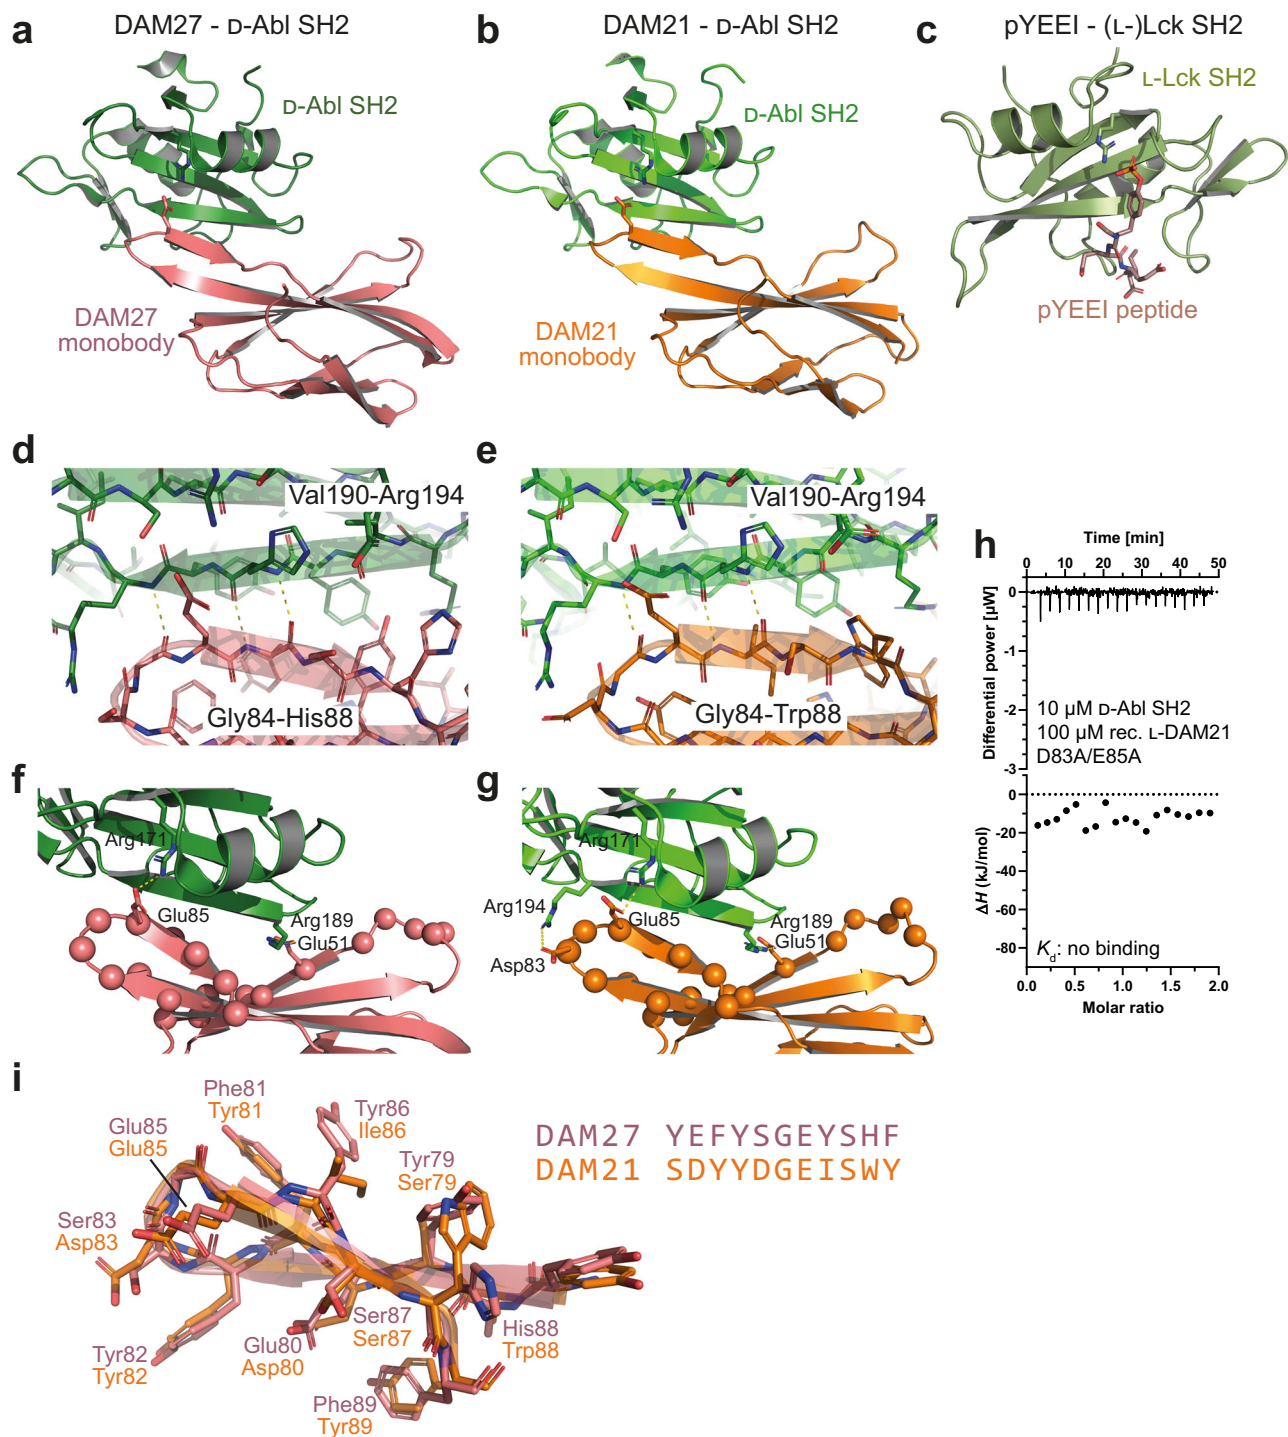 a
DAM27 - D-Abl SH2
b
DAM21 - D-Abl SH2
c
pYEEI - (L-)Lck SH2
D-Abl SH2
D-Abl SH2
L-Lck SH2
DAM27
monobody
DAM21
monobody
pYEEI peptide
d
Val190-Arg194
Gly84-His88
e
Val190-Arg194
Gly84-Trp88
f
Arg171
Glu85
Arg189
Glu51
g
Arg171
Arg194
Glu85
Arg189
Glu51
Asp83
h
Time [min]
0 10 20 30 40 50
Differential power [µW]
0
-1
-2
-3
10 µM D-Abl SH2
100 µM rec. L-DAM21
D83A/E85A
ΔH (kJ/mol)
0
-20
-40
-60
-80
Kd: no binding
0.0 0.5 1.0 1.5 2.0
Molar ratio
i
Phe81
Tyr81
Tyr86
Ile86
Glu85
Glu85
Tyr79
Ser79
Ser83
Asp83
Tyr82
Tyr82
Glu80
Asp80
Ser87
Ser87
His88
Trp88
Phe89
Tyr89
DAM27 YEFYSGEYSHF
DAM21 SDYYDGEISWY